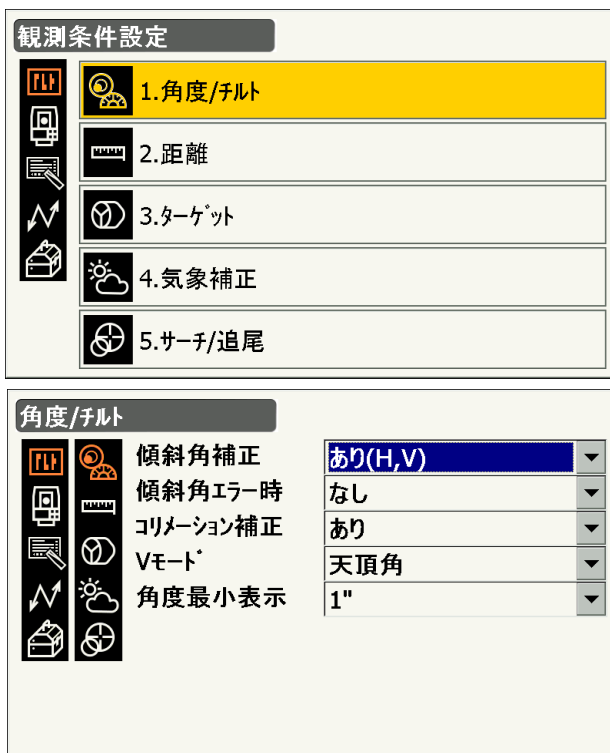 観測条件設定
1.角度/ﾁﾙﾄ
2.距離
3.ﾀｰｹﾞｯﾄ
4.気象補正
5.ｻｰﾁ/追尾
角度/ﾁﾙﾄ
傾斜角補正 あり(H,V)
傾斜角ｴﾗｰ時 なし
ｺﾘﾒｰｼｮﾝ補正 あり
Vﾓｰﾄﾞ 天頂角
角度最小表示 1"